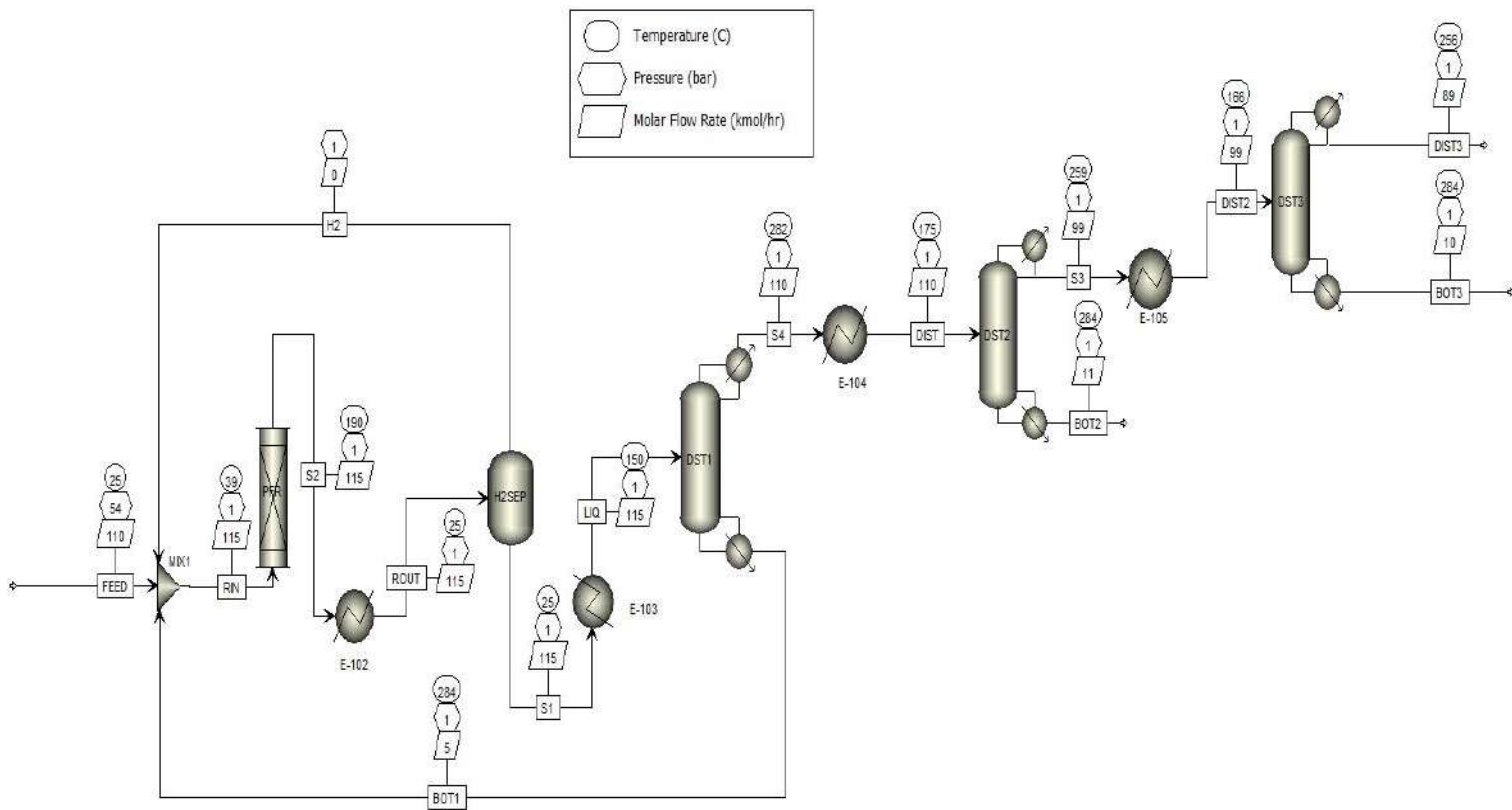 Temperature (C)
Pressure (bar)
Molar Flow Rate (kmol/hr)
1
0
H2
25
54
110
FEED
MIX1
39
1
115
RIN
PFR
190
1
115
S2
E-102
25
1
115
ROUT
H2SEP
25
1
115
S1
E-103
150
1
115
LIQ
DST1
284
1
5
BOT1
282
1
110
S4
E-104
175
1
110
DIST
DST2
284
1
11
BOT2
259
1
99
S3
E-105
166
1
99
DIST2
DST3
256
1
89
DIST3
284
1
10
BOT3